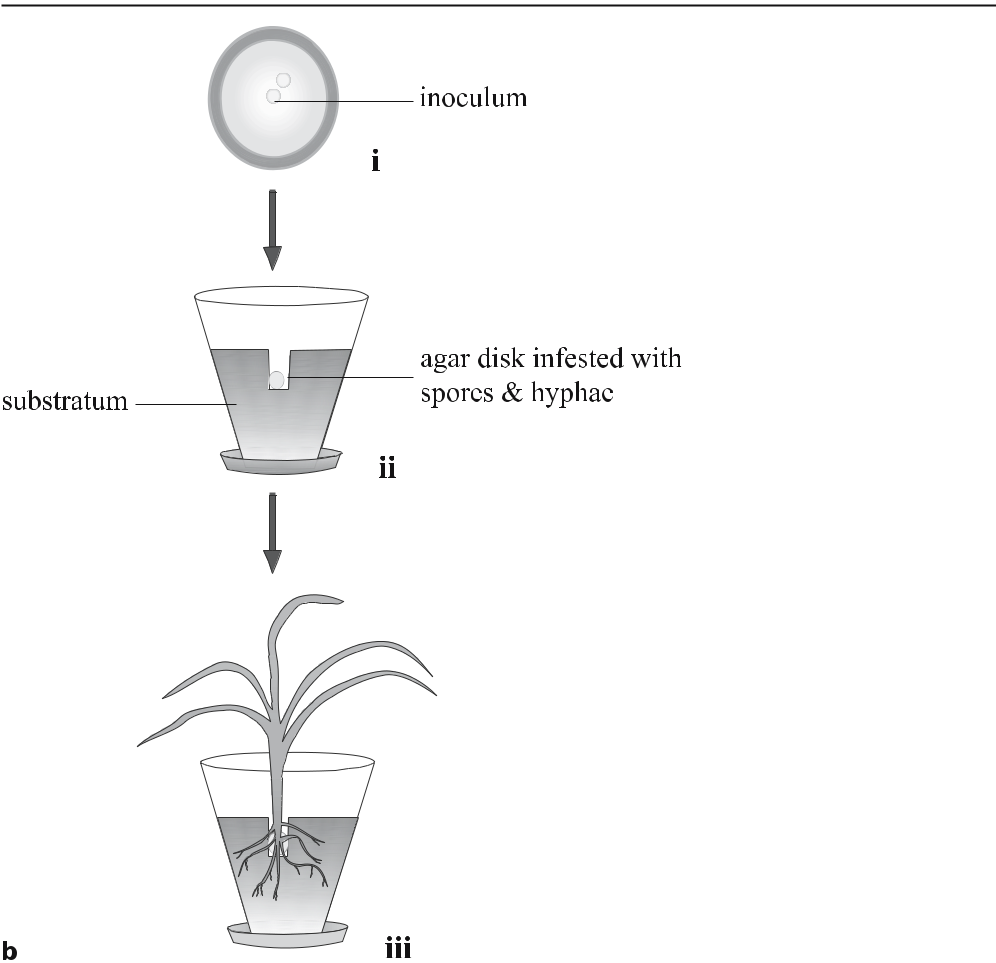 inoculum
i
agar disk infested with
spores & hyphae
substratum
ii
b
iii